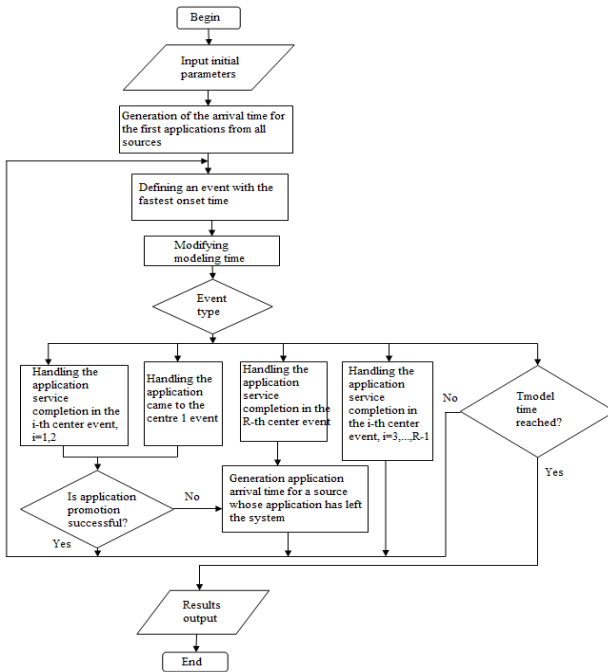 Begin
Input initial
parameters
Generation of the arrival time for
the first applications from all
sources
Defining an event with the
fastest onset time
Modifying
modeling time
Event
type
Handling the
application
service
completion in the
i-th center event,
i=1,2
Handling the
application
came to the
centre 1 event
Handling the
application
service
completion in the
R-th center event
Handling the
application
service
completion in the
i-th center
event, i=3,...,R-1
No
Tmodel
time
reached?
Yes
Is application
promotion
successful?
No
Yes
Generation application
arrival time for a source
whose application has left
the system
Results
output
End